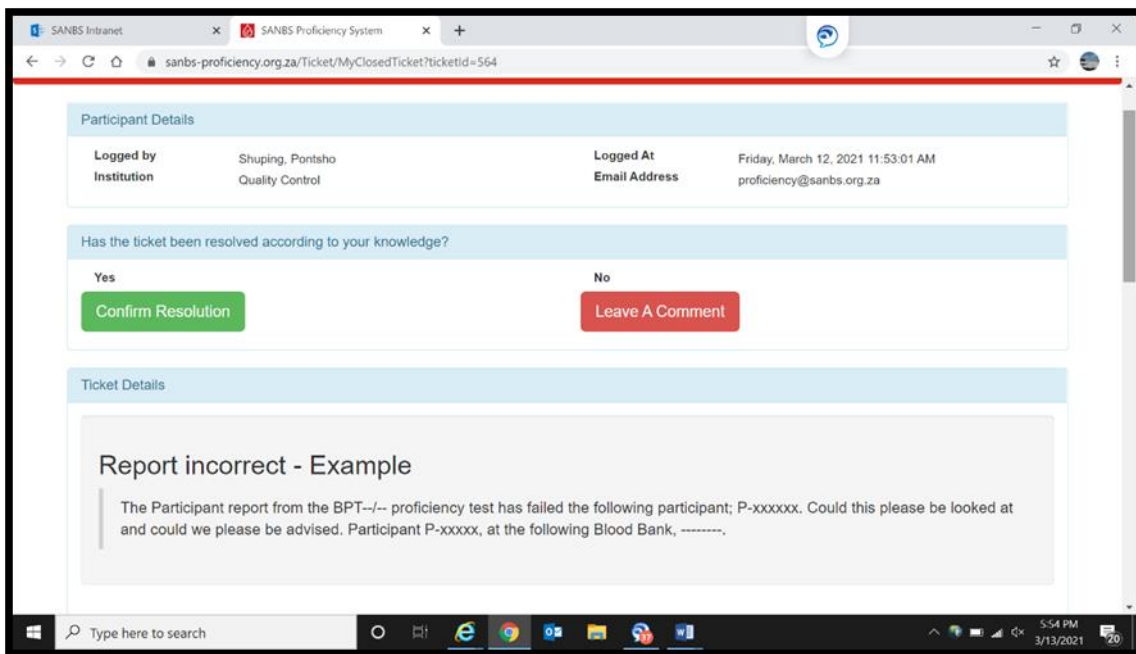 SANBS Intranet
SANBS Proficiency System
sanbs-proficiency.org.za/Ticket/MyClosedTicket?ticketId=564
Participant Details
Logged by Shuping, Pontsho Logged At Friday, March 12, 2021 11:53:01 AM
Institution Quality Control Email Address proficiency@sanbs.org.za
Has the ticket been resolved according to your knowledge?
Yes No
Confirm Resolution Leave A Comment
Ticket Details
Report incorrect - Example
The Participant report from the BPT--/-- proficiency test has failed the following participant; P-xxxxxx. Could this please be looked at
and could we please be advised. Participant P-xxxxx, at the following Blood Bank, --------.
Type here to search
5:54 PM
3/13/2021
20